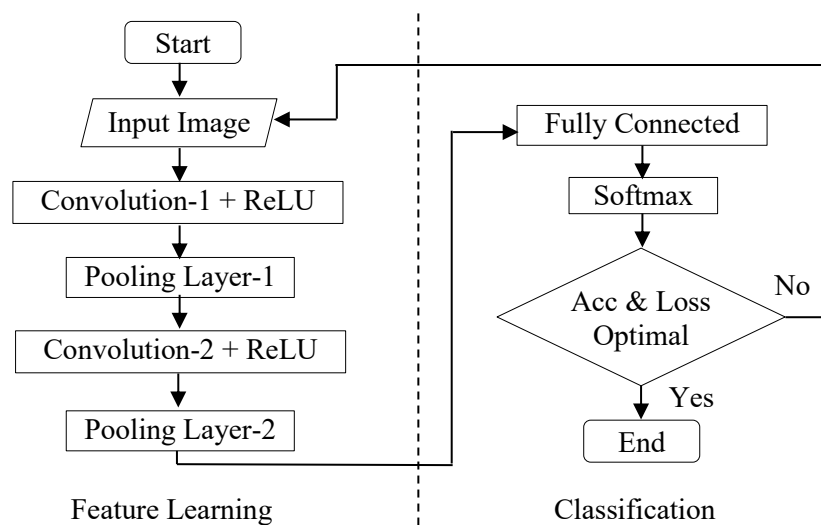 Start
Input Image
Convolution-1 + ReLU
Pooling Layer-1
Convolution-2 + ReLU
Pooling Layer-2
Feature Learning
Fully Connected
Softmax
Acc & Loss
Optimal
No
Yes
End
Classification